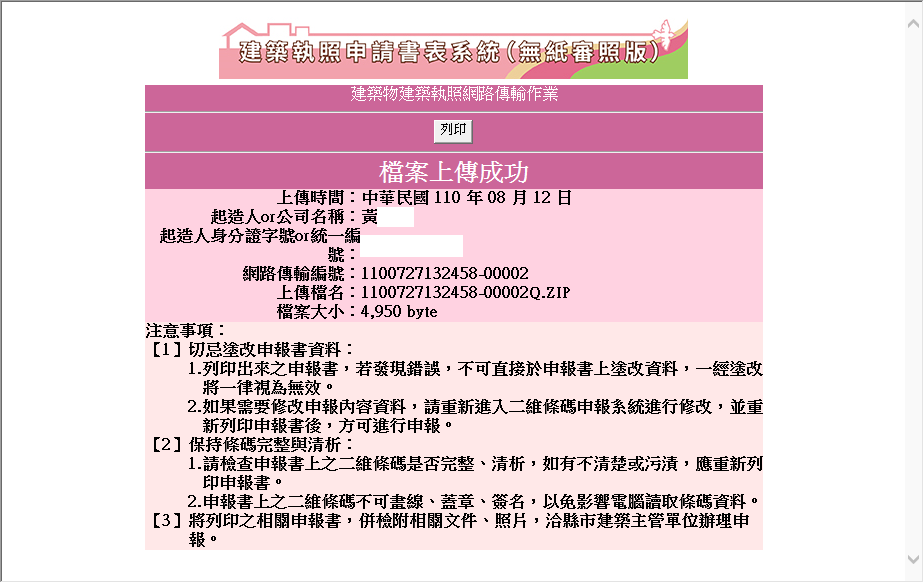 建築執照申請書表系統(無紙審照版)
建築物建築執照網路傳輸作業
列印
檔案上傳成功
上傳時間：中華民國 110 年 08 月 12 日
起造人or公司名稱：黃
起造人身分證字號or統一編
號：
網路傳輸編號：1100727132458-00002
上傳檔名：1100727132458-00002Q.ZIP
檔案大小：4,950 byte
注意事項：
【1】切忌塗改申報書資料：
1.列印出來之申報書，若發現錯誤，不可直接於申報書上塗改資料，一經塗改
將一律視為無效。
2.如果需要修改申報內容資料，請重新進入二維條碼申報系統進行修改，並重
新列印申報書後，方可進行申報。
【2】保持條碼完整與清析：
1.請檢查申報書上之二維條碼是否完整、清析，如有不清楚或污漬，應重新列
印申報書。
2.申報書上之二維條碼不可畫線、蓋章、簽名，以免影響電腦讀取條碼資料。
【3】將列印之相關申報書，併檢附相關文件、照片，洽縣市建築主管單位辦理申
報。